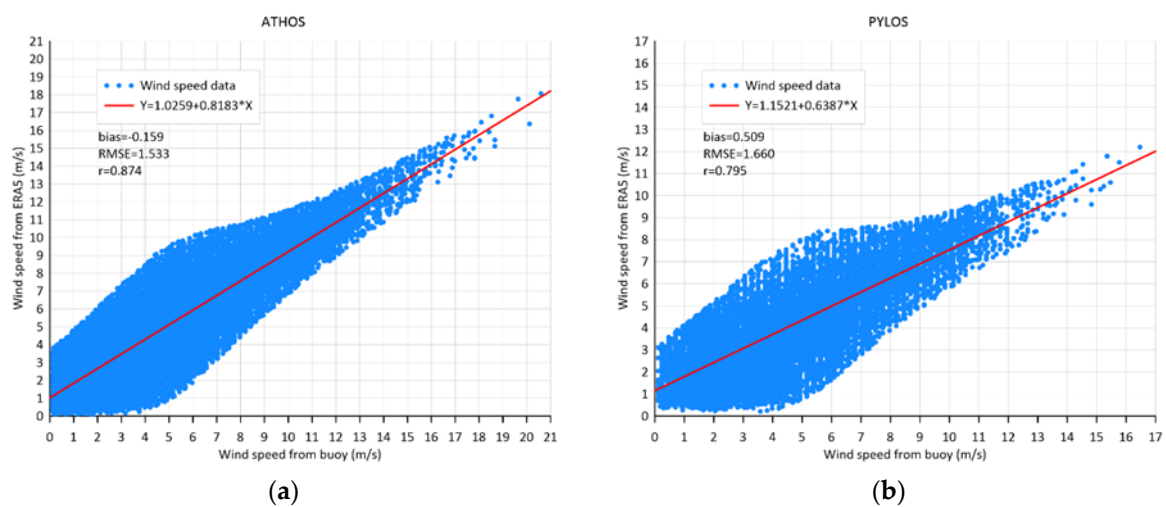 ATHOS
21
20
19
18
17
16
15
14
13
12
11
10
9
8
7
6
5
4
3
2
1
0
Wind speed from ERA5 (m/s)
Wind speed data
Y=1.0259+0.8183*X
bias=-0.159
RMSE=1.533
r=0.874
0 1 2 3 4 5 6 7 8 9 10 11 12 13 14 15 16 17 18 19 20 21
Wind speed from buoy (m/s)
(a)
PYLOS
17
16
15
14
13
12
11
10
9
8
7
6
5
4
3
2
1
0
Wind speed from ERA5 (m/s)
Wind speed data
Y=1.1521+0.6387*X
bias=0.509
RMSE=1.660
r=0.795
0 1 2 3 4 5 6 7 8 9 10 11 12 13 14 15 16 17
Wind speed from buoy (m/s)
(b)